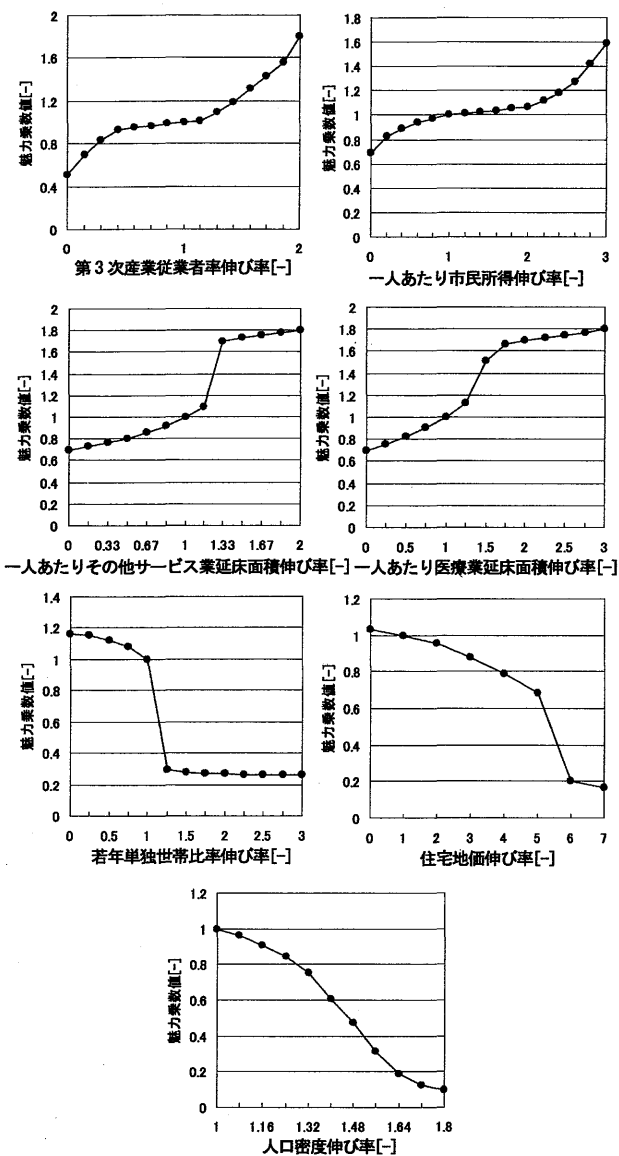 魅力乗数値[-]
2
1.6
1.2
0.8
0.4
0
0 1 2
第3次産業従業者率伸び率[-]
魅力乗数値[-]
1.8
1.6
1.4
1.2
1
0.8
0.6
0.4
0.2
0
0 1 2 3
一人あたり市民所得伸び率[-]
魅力乗数値[-]
2
1.8
1.6
1.4
1.2
1
0.8
0.6
0.4
0.2
0
0 0.33 0.67 1 1.33 1.67 2
一人あたりその他サービス業延床面積伸び率[-]
魅力乗数値[-]
2
1.8
1.6
1.4
1.2
1
0.8
0.6
0.4
0.2
0
0 0.5 1 1.5 2 2.5 3
一人あたり医療業延床面積伸び率[-]
魅力乗数値[-]
1.4
1.2
1
0.8
0.6
0.4
0.2
0
0 0.5 1 1.5 2 2.5 3
若年単独世帯比率伸び率[-]
魅力乗数値[-]
1.2
1
0.8
0.6
0.4
0.2
0
0 1 2 3 4 5 6 7
住宅地価伸び率[-]
魅力乗数値[-]
1.2
1
0.8
0.6
0.4
0.2
0
1 1.16 1.32 1.48 1.64 1.8
人口密度伸び率[-]